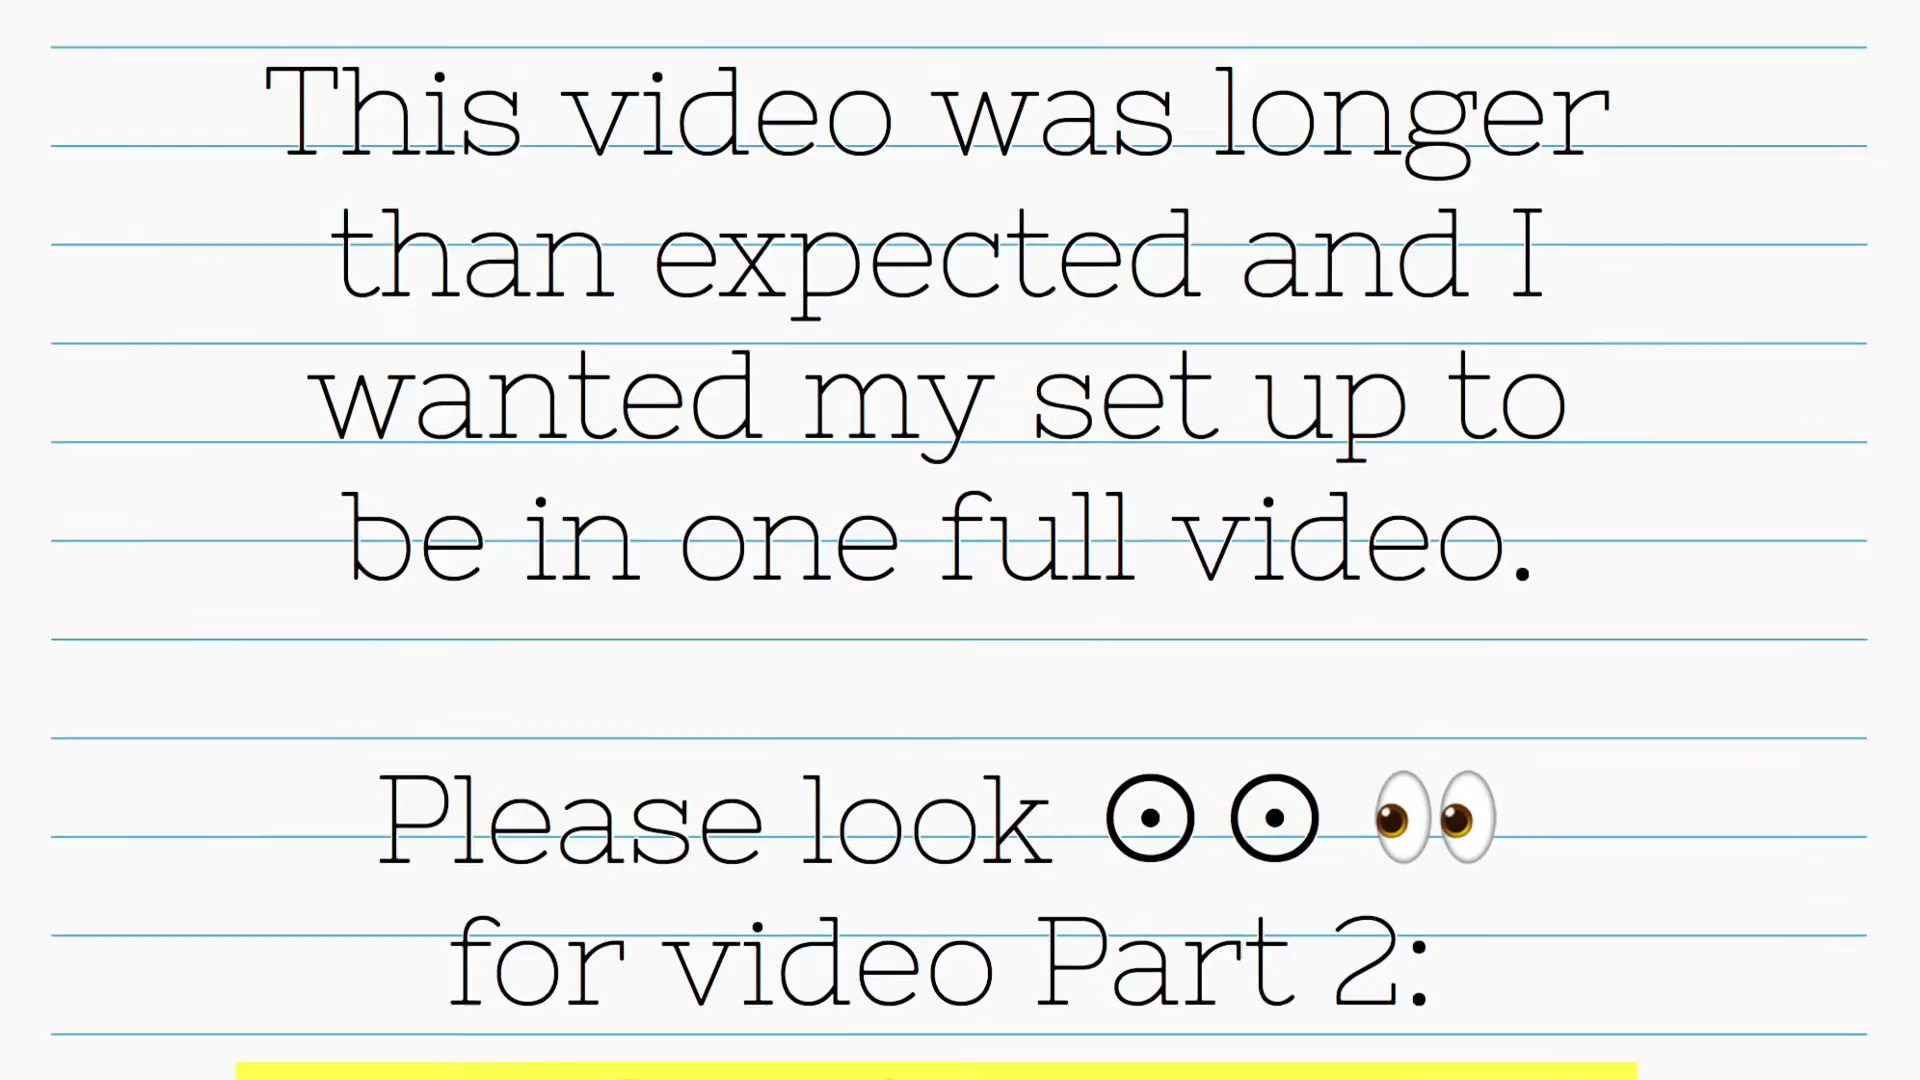 This video was longer
than expected and I
wanted my set up to
be in one full video.
Please look ⊙ ⊙ 👀
for video Part 2: